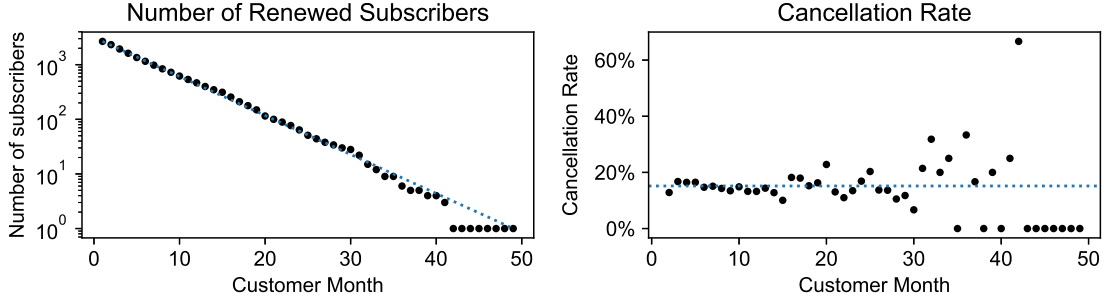 Number of Renewed Subscribers
Number of subscribers
10^3
10^2
10^1
10^0
0 10 20 30 40 50
Customer Month
Cancellation Rate
Cancellation Rate
60%
40%
20%
0%
0 10 20 30 40 50
Customer Month